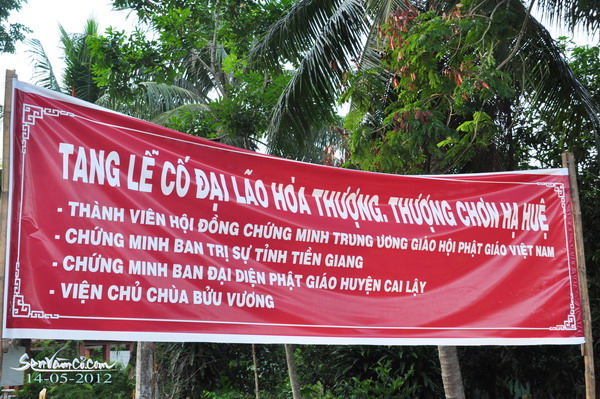 TANG LỄ CỐ ĐẠI LÃO HÒA THƯỢNG. THƯỢNG CHƠN HẠ HUỆ
- THÀNH VIÊN HỘI ĐỒNG CHỨNG MINH TRUNG ƯƠNG GIÁO HỘI PHẬT GIÁO VIỆT NAM
- CHỨNG MINH BAN TRỊ SỰ TỈNH TIỀN GIANG
- CHỨNG MINH BAN ĐẠI DIỆN PHẬT GIÁO HUYỆN CAI LẬY
- VIỆN CHỦ CHÙA BỬU VƯƠNG
SenVamCo.com
14-05-2012